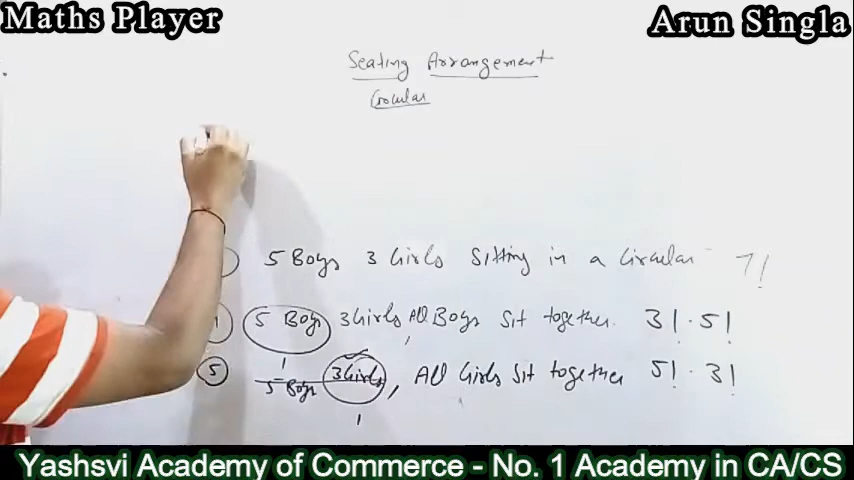 Maths Player
Arun Singla
Seating Arrangement
Circular
5 Boys 3 Girls Sitting in a Circular 7!
5 Boys 3 Girls, All Boys Sit together 3! · 5!
1
5 5 Boys 3 Girls, All Girls Sit together 5! · 3!
1
Yashsvi Academy of Commerce - No. 1 Academy in CA/CS